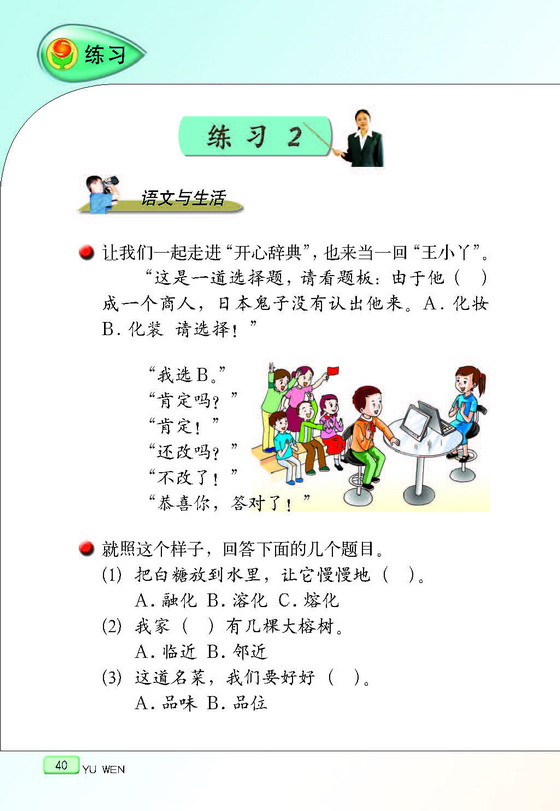 练习
练习 2
语文与生活
让我们一起走进“开心辞典”，也来当一回“王小丫”。
“这是一道选择题，请看题板：由于他（ ）
成一个商人，日本鬼子没有认出他来。A．化妆
B．化装 请选择！”
“我选B。”
“肯定吗？”
“肯定！”
“还改吗？”
“不改了！”
“恭喜你，答对了！”
就照这个样子，回答下面的几个题目。
(1) 把白糖放到水里，让它慢慢地（ ）。
A．融化 B．溶化 C．熔化
(2) 我家（ ）有几棵大榕树。
A．临近 B．邻近
(3) 这道名菜，我们要好好（ ）。
A．品味 B．品位
40 YU WEN